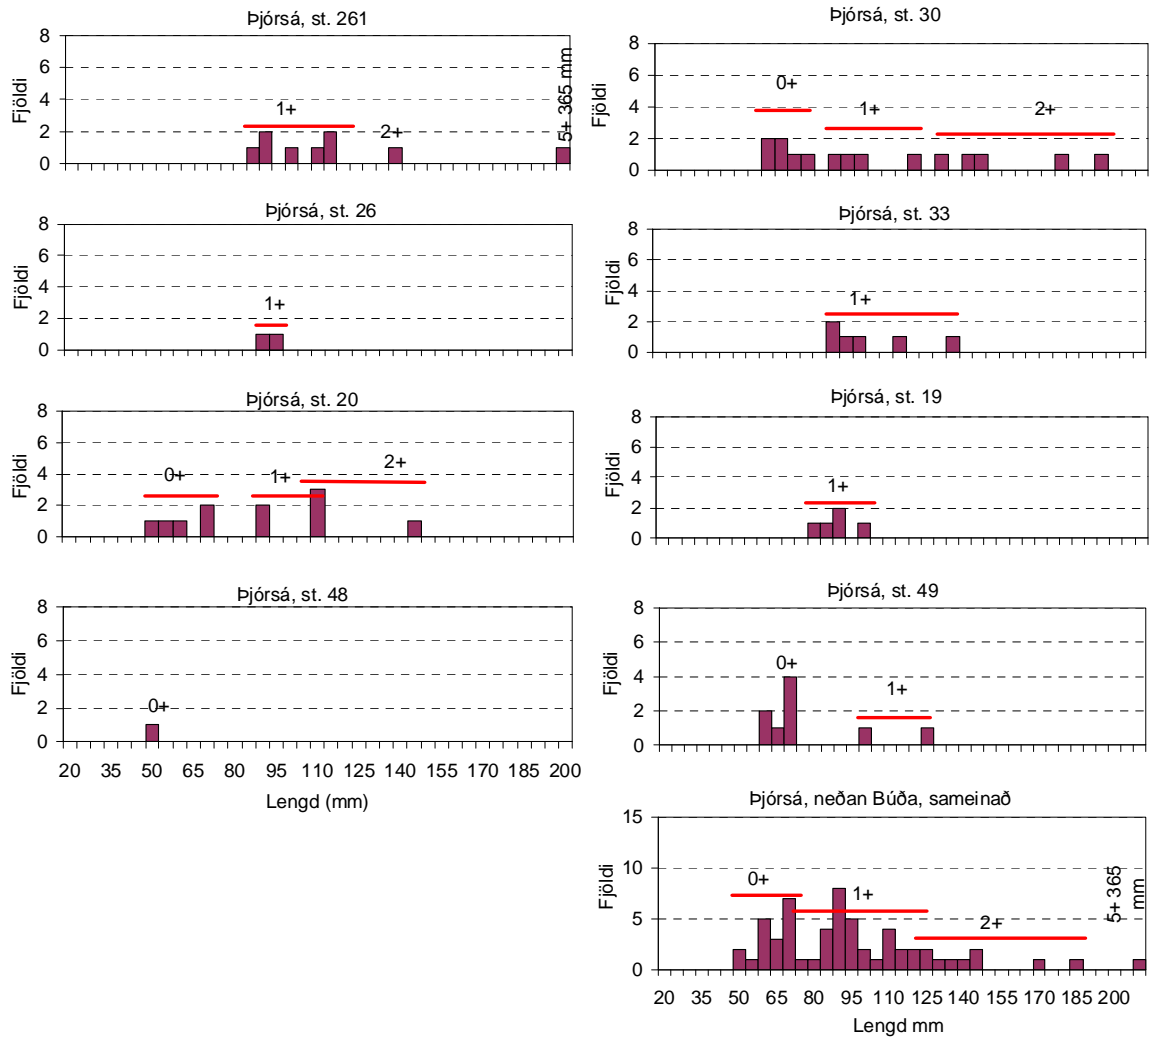 Þjórsá, st. 261
8
6
4
2
0
Fjöldi
1+
2+
5+ 365 mm
Þjórsá, st. 30
8
6
4
2
0
Fjöldi
0+
1+
2+
Þjórsá, st. 26
8
6
4
2
0
Fjöldi
1+
Þjórsá, st. 33
8
6
4
2
0
Fjöldi
1+
Þjórsá, st. 20
8
6
4
2
0
Fjöldi
0+
1+
2+
Þjórsá, st. 19
8
6
4
2
0
Fjöldi
1+
Þjórsá, st. 48
8
6
4
2
0
Fjöldi
0+
20 35 50 65 80 95 110 125 140 155 170 185 200
Lengd (mm)
Þjórsá, st. 49
8
6
4
2
0
Fjöldi
0+
1+
Þjórsá, neðan Búða, sameinað
15
10
5
0
Fjöldi
0+
1+
2+
5+ 365
mm
20 35 50 65 80 95 110 125 140 155 170 185 200
Lengd mm